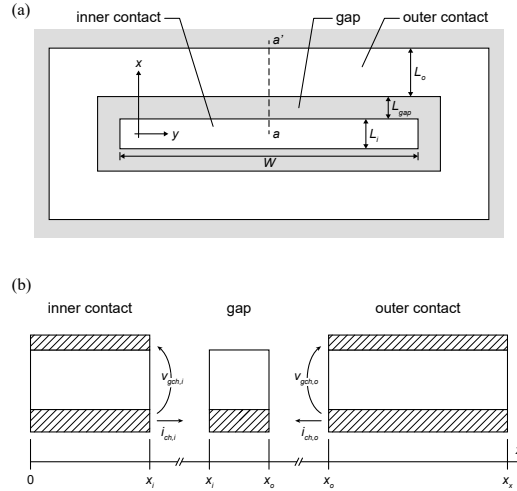 (a)
inner contact gap outer contact
a'
x
L_o
L_gap
y a L_i
W
(b)
inner contact gap outer contact
v_gch,i v_gch,o
i_ch,i i_ch,o
x
0 x_i x_i x_o x_o x_x